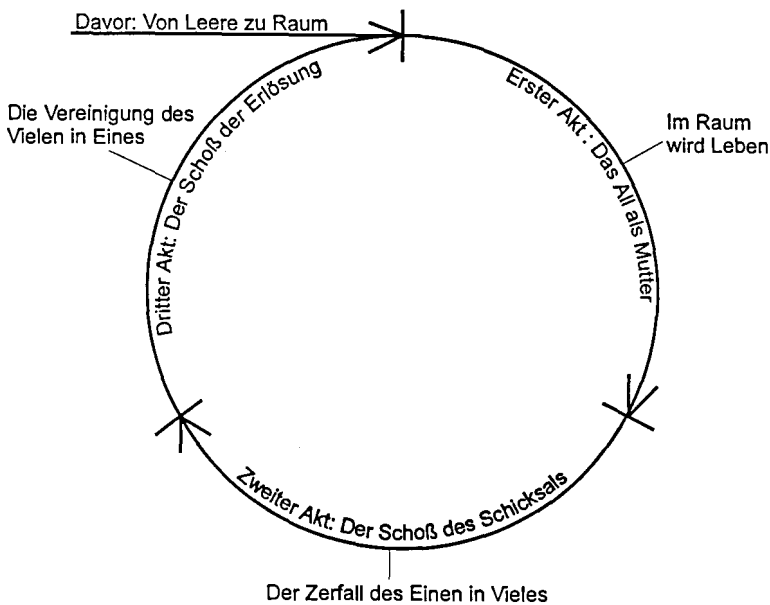 Davor: Von Leere zu Raum
Erster Akt : Das All als Mutter
Im Raum
wird Leben
Zweiter Akt: Der Schoß des Schicksals
Der Zerfall des Einen in Vieles
Dritter Akt: Der Schoß der Erlösung
Die Vereinigung des
Vielen in Eines